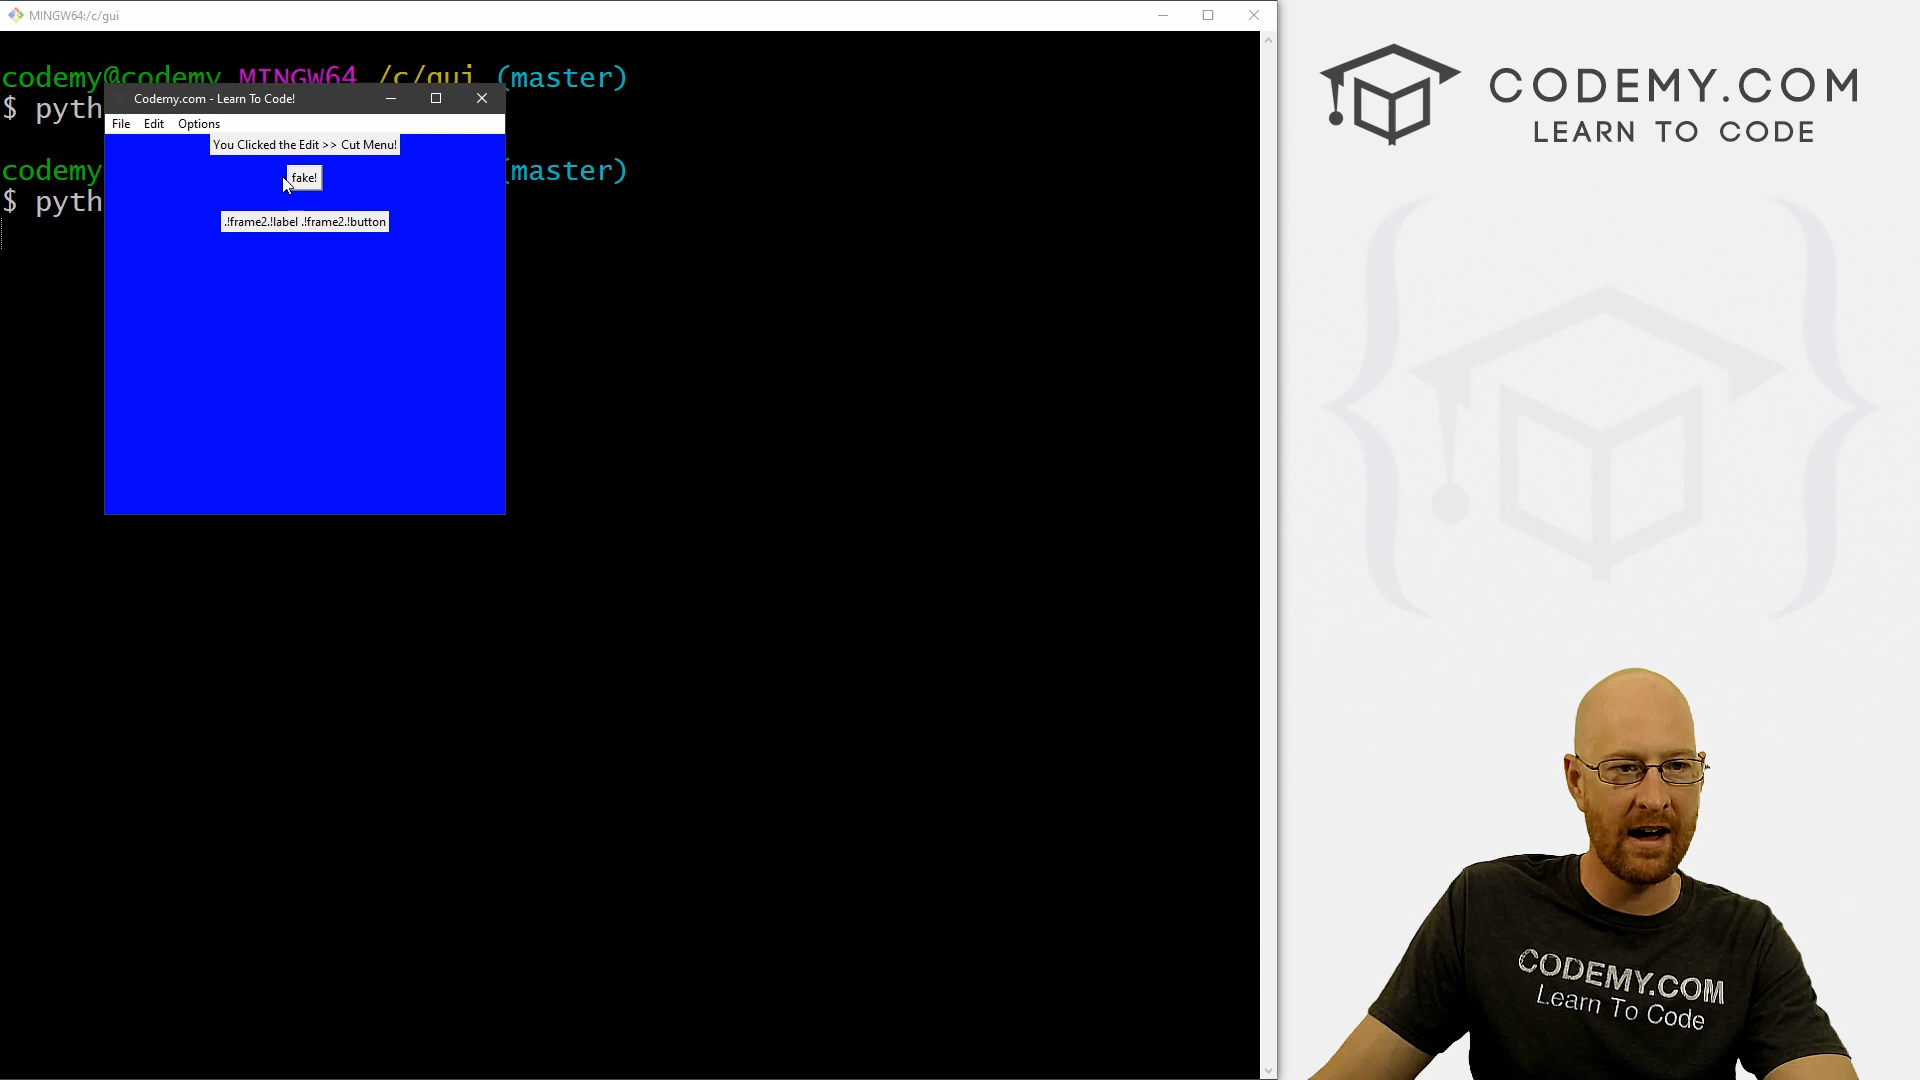 MINGW64:/c/gui
codemy@codemy MINGW64 /c/gui (master)
$ pyth
Codemy.com - Learn To Code!
File Edit Options
You Clicked the Edit >> Cut Menu!
fake!
codemy (master)
$ pyth
.!frame2.!label .!frame2.!button
CODEMY.COM
LEARN TO CODE
CODEMY.COM
Learn To Code